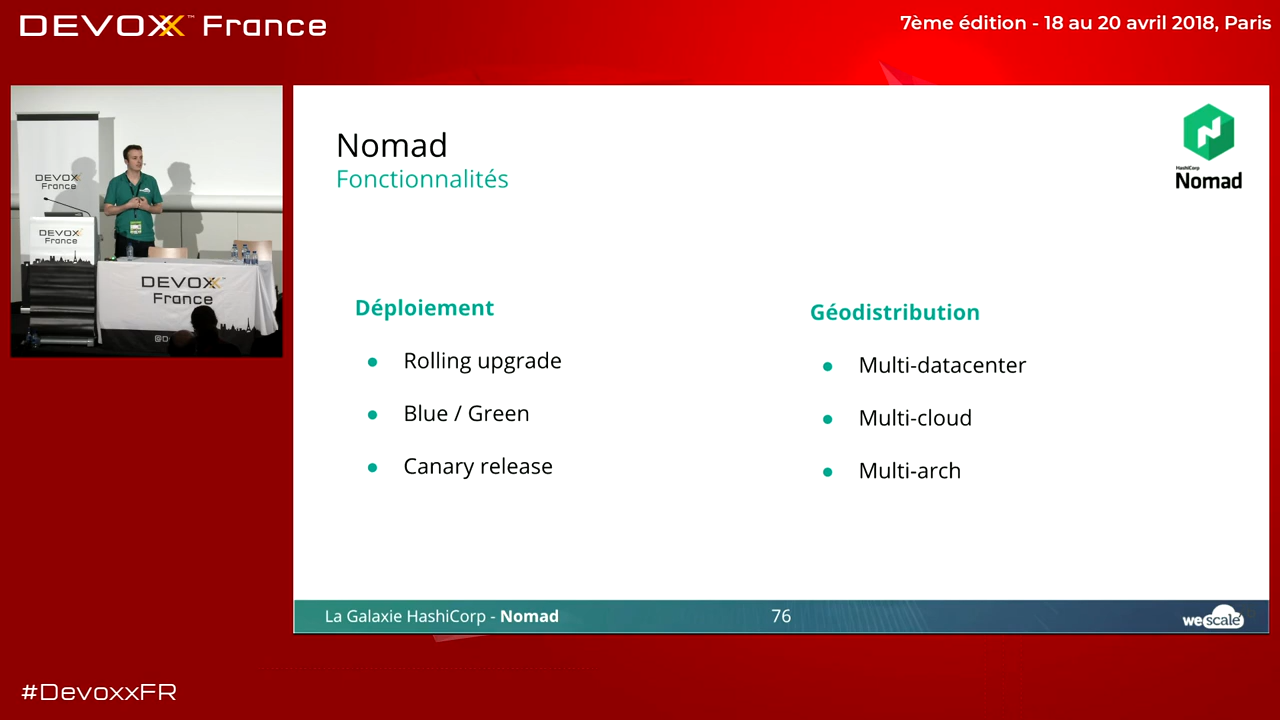 DEVOXX™ France
7ème édition - 18 au 20 avril 2018, Paris
DEVOXX
France
DEVOXX
France
DEVOXX
France
Nomad
Fonctionnalités
HashiCorp
Nomad
Déploiement
● Rolling upgrade
● Blue / Green
● Canary release
Géodistribution
● Multi-datacenter
● Multi-cloud
● Multi-arch
La Galaxie HashiCorp - Nomad
76
wescale
#DevoxxFR